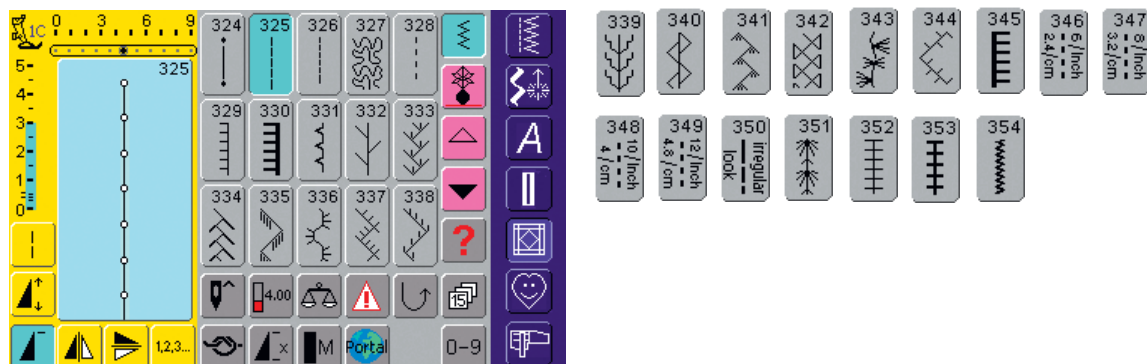 1C 0 3 6 9
324 325 326 327 328
325
5-
4-
3
2
1
0
329 330 331 332 333
334 335 336 337 338
?
A
4.00
!
15
1,2,3...
x
M
Portal
0-9
339 340 341 342 343 344 345 346 347
6/Inch
2.4/cm
8/Inch
3.2/cm
348 349 350 351 352 353 354
10/Inch
4/cm
12/Inch
4.8/cm
irregular
look